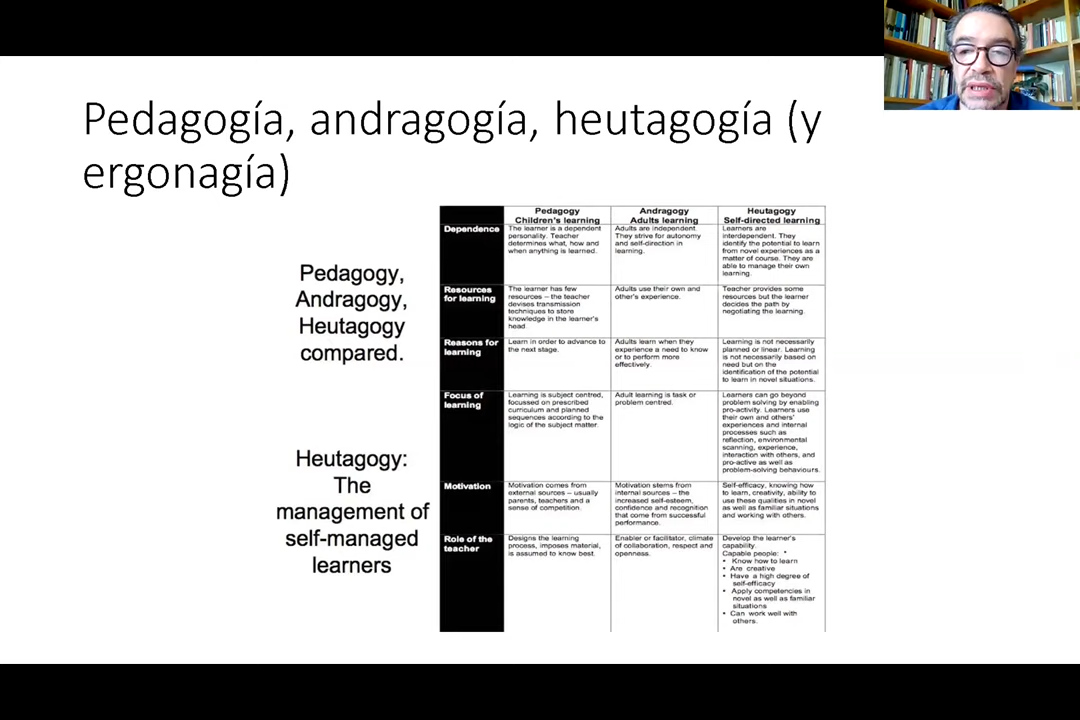 Pedagogía, andragogía, heutagogía (y
ergonagía)
Pedagogy,
Andragogy,
Heutagogy
compared.
Heutagogy:
The
management of
self-managed
learners
Pedagogy
Children's learning
Andragogy
Adults learning
Heutagogy
Self-directed learning
Dependence
The learner is a dependent
personality. Teacher
determines what, how and
when anything is learned.
Adults are independent.
They strive for autonomy
and self-direction in
learning.
Learners are
interdependent. They
identify the potential to learn
from novel experiences as a
matter of course. They are
able to manage their own
learning.
Resources
for learning
The learner has few
resources – the teacher
devises transmission
techniques to store
knowledge in the learner's
head.
Adults use their own and
other's experience.
Teacher provides some
resources but the learner
decides the path by
negotiating the learning.
Reasons for
learning
Learn in order to advance to
the next stage.
Adults learn when they
experience a need to know
or to perform more
effectively.
Learning is not necessarily
planned or linear. Learning
is not necessarily based on
need but on the
identification of the potential
to learn in novel situations.
Focus of
learning
Learning is subject centred,
focussed on prescribed
curriculum and planned
sequences according to the
logic of the subject matter.
Adult learning is task or
problem centred.
Learners can go beyond
problem solving by enabling
pro-activity. Learners use
their own and others'
experiences and internal
processes such as
reflection, environmental
scanning, experience,
interaction with others, and
pro-active as well as
problem-solving behaviours.
Motivation
Motivation comes from
external sources – usually
parents, teachers and a
sense of competition.
Motivation stems from
internal sources – the
increased self-esteem,
confidence and recognition
that come from successful
performance.
Self-efficacy, knowing how
to learn, creativity, ability to
use these qualities in novel
as well as familiar situations
and working with others.
Role of the
teacher
Designs the learning
process, imposes material,
is assumed to know best.
Enabler or facilitator, climate
of collaboration, respect and
openness.
Develop the learner's
capability.
Capable people: *
• Know how to learn
• Are creative
• Have a high degree of
self-efficacy
• Apply competencies in
novel as well as familiar
situations
• Can work well with
others.